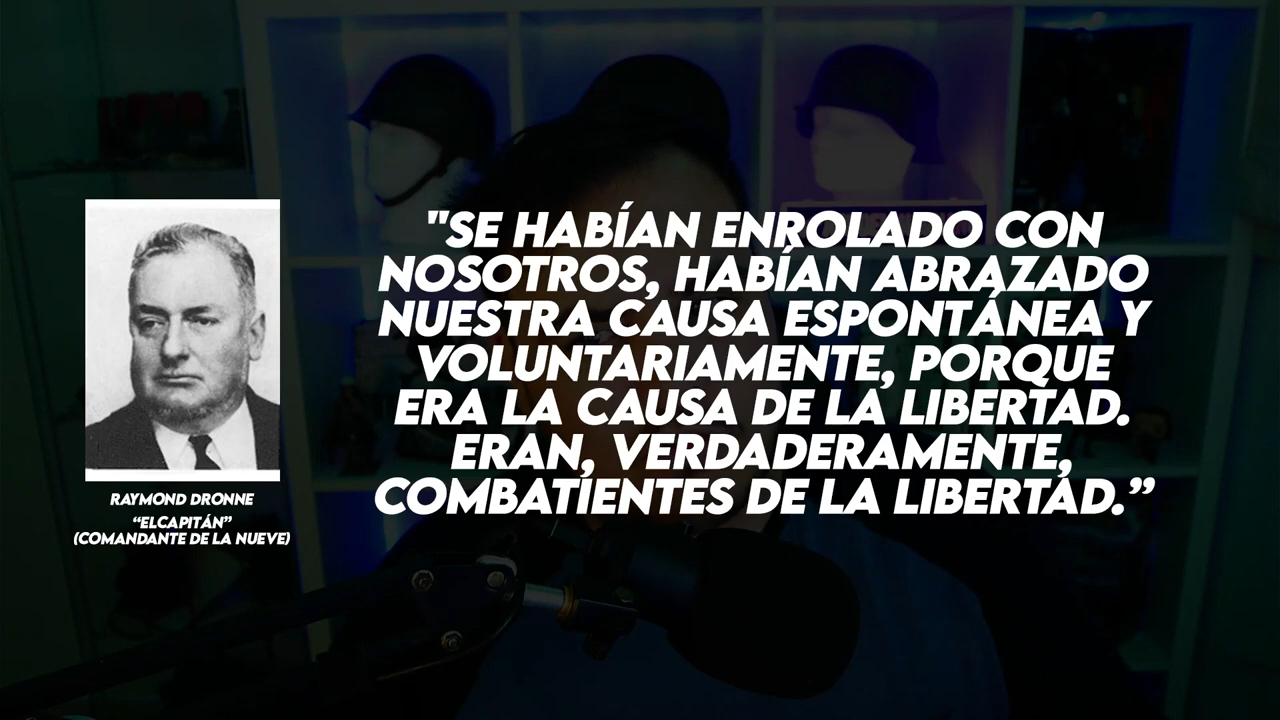 RAYMOND DRONNE
“ELCAPITÁN”
(COMANDANTE DE LA NUEVE)
"SE HABÍAN ENROLADO CON
NOSOTROS, HABÍAN ABRAZADO
NUESTRA CAUSA ESPONTÁNEA Y
VOLUNTARIAMENTE, PORQUE
ERA LA CAUSA DE LA LIBERTAD.
ERAN, VERDADERAMENTE,
COMBATIENTES DE LA LIBERTAD.”